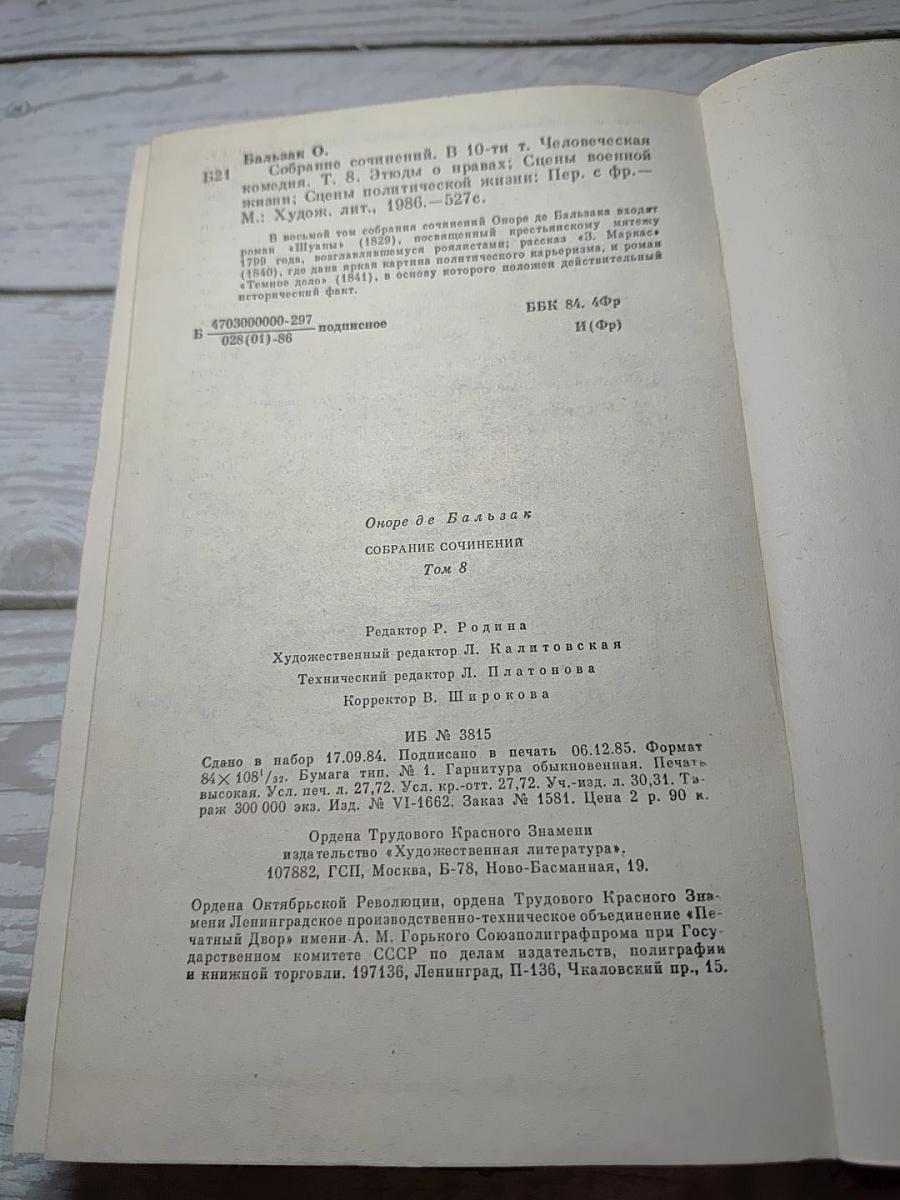 Бальзак О.
Б21 Собрание сочинений. В 10-ти т. Человеческая
комедия. Т. 8. Этюды о нравах; Сцены военной
жизни; Сцены политической жизни: Пер. с фр.—
М.: Худож. лит., 1986.—527с.
В восьмой том собрания сочинений Оноре де Бальзака входят
роман «Шуаны» (1829), посвященный крестьянскому мятежу
1799 года, возглавлявшемуся роялистами; рассказ «З. Маркас»
(1840), где дана яркая картина политического карьеризма, и роман
«Темное дело» (1841), в основу которого положен действительный
исторический факт.
Б 4703000000-297 подписное
028(01)-86
ББК 84. 4Фр
И(Фр)
Оноре де Бальзак
СОБРАНИЕ СОЧИНЕНИЙ
Том 8
Редактор Р. Родина
Художественный редактор Л. Калитовская
Технический редактор Л. Платонова
Корректор В. Широкова
ИБ № 3815
Сдано в набор 17.09.84. Подписано в печать 06.12.85. Формат
84×108¹/₃₂. Бумага тип. № 1. Гарнитура обыкновенная. Печать
высокая. Усл. печ. л. 27,72. Усл. кр.-отт. 27,72. Уч.-изд. л. 30,31. Ти-
раж 300 000 экз. Изд. № VI-1662. Заказ № 1581. Цена 2 р. 90 к.
Ордена Трудового Красного Знамени
издательство «Художественная литература».
107882, ГСП, Москва, Б-78, Ново-Басманная, 19.
Ордена Октябрьской Революции, ордена Трудового Красного Зна-
мени Ленинградское производственно-техническое объединение «Пе-
чатный Двор» имени А. М. Горького Союзполиграфпрома при Госу-
дарственном комитете СССР по делам издательств, полиграфии
и книжной торговли. 197136, Ленинград, П-136, Чкаловский пр., 15.